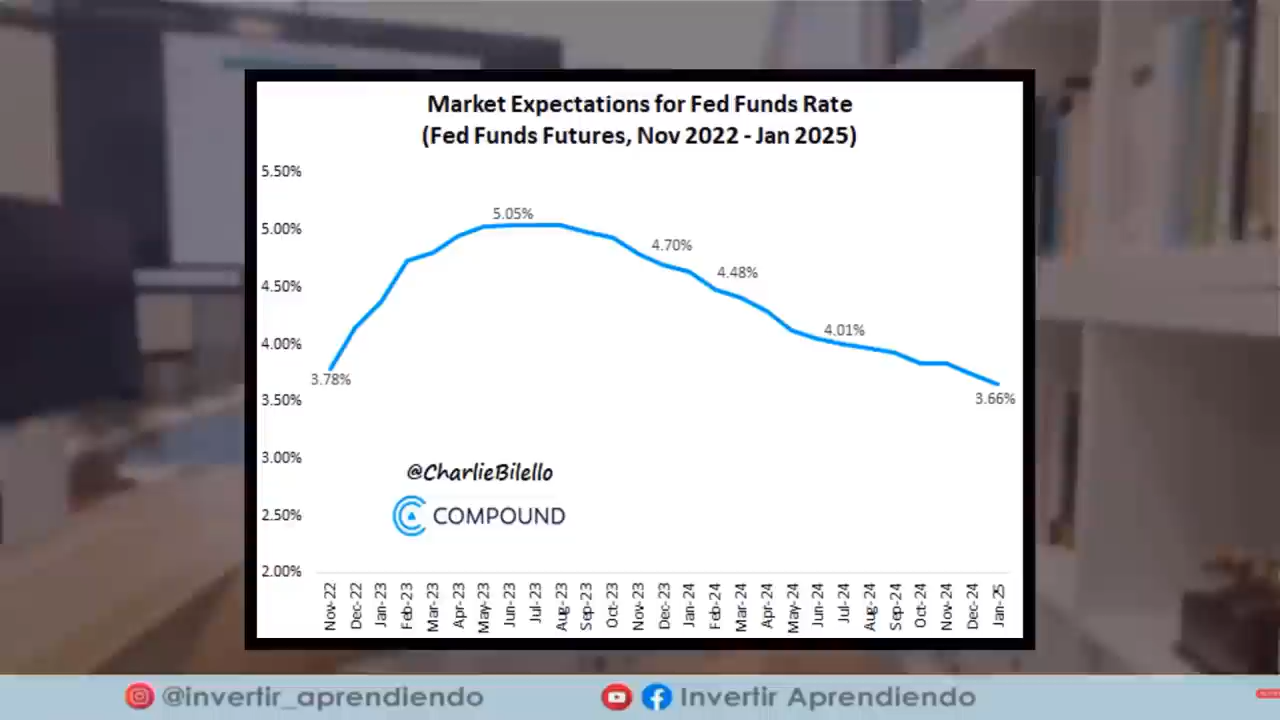 Market Expectations for Fed Funds Rate
(Fed Funds Futures, Nov 2022 - Jan 2025)
5.50%
5.00%
4.50%
4.00%
3.50%
3.00%
2.50%
2.00%
3.78%
5.05%
4.70%
4.48%
4.01%
3.66%
@CharlieBilello
COMPOUND
Nov-22
Dec-22
Jan-23
Feb-23
Mar-23
Apr-23
May-23
Jun-23
Jul-23
Aug-23
Sep-23
Oct-23
Nov-23
Dec-23
Jan-24
Feb-24
Mar-24
Apr-24
May-24
Jun-24
Jul-24
Aug-24
Sep-24
Oct-24
Nov-24
Dec-24
Jan-25
@invertir_aprendiendo
Invertir Aprendiendo